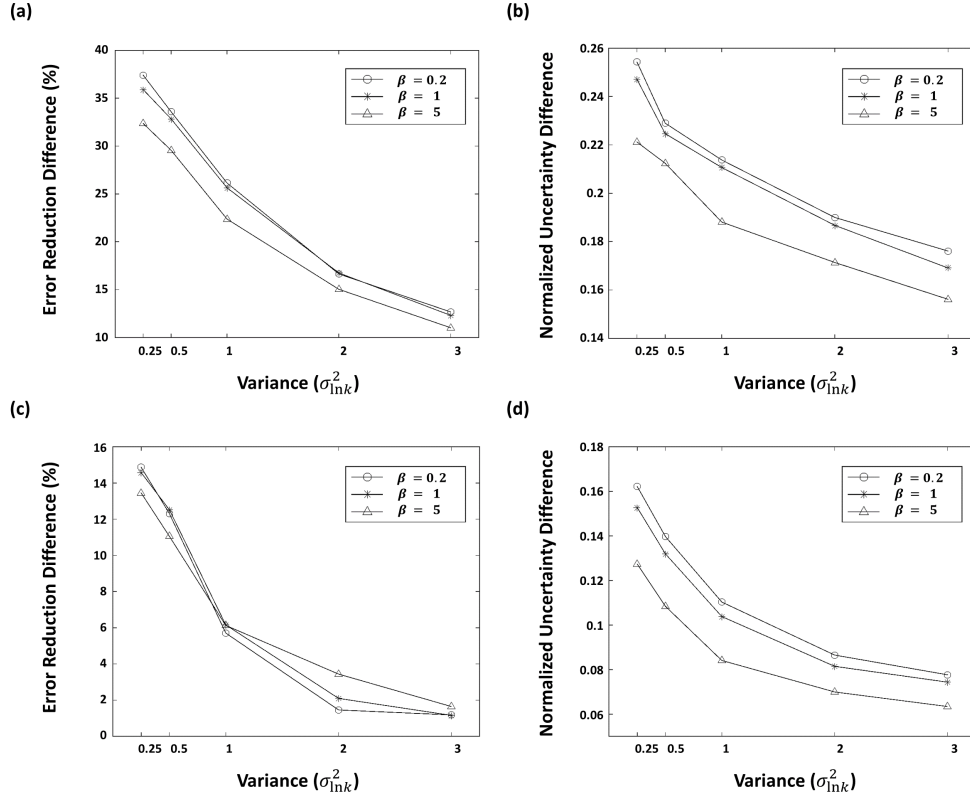 (a)
Error Reduction Difference (%)
40
35
30
25
20
15
10
0.25 0.5 1 2 3
Variance (σ²lnk)
β = 0.2
β = 1
β = 5
(b)
Normalized Uncertainty Difference
0.26
0.24
0.22
0.2
0.18
0.16
0.14
0.25 0.5 1 2 3
Variance (σ²lnk)
β = 0.2
β = 1
β = 5
(c)
Error Reduction Difference (%)
16
14
12
10
8
6
4
2
0
0.25 0.5 1 2 3
Variance (σ²lnk)
β = 0.2
β = 1
β = 5
(d)
Normalized Uncertainty Difference
0.18
0.16
0.14
0.12
0.1
0.08
0.06
0.25 0.5 1 2 3
Variance (σ²lnk)
β = 0.2
β = 1
β = 5